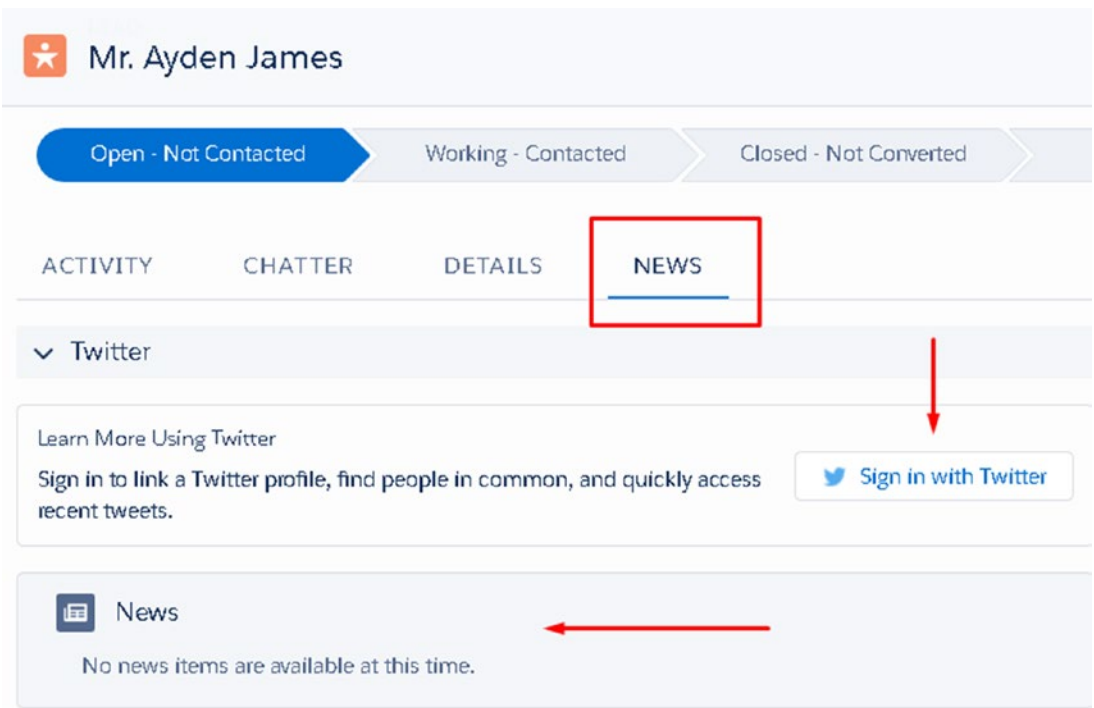 Mr. Ayden James
Open - Not Contacted
Working - Contacted
Closed - Not Converted
ACTIVITY
CHATTER
DETAILS
NEWS
Twitter
Learn More Using Twitter
Sign in to link a Twitter profile, find people in common, and quickly access
recent tweets.
Sign in with Twitter
News
No news items are available at this time.